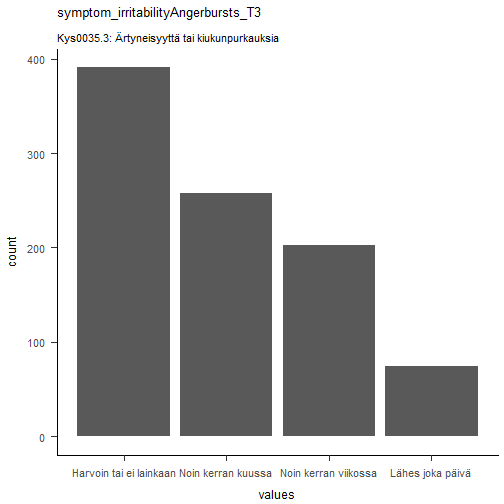 symptom_irritabilityAngerbursts_T3
Kys0035.3: Ärtyneisyyttä tai kiukunpurkauksia
400
300
200
100
0
count
Harvoin tai ei lainkaan Noin kerran kuussa Noin kerran viikossa Lähes joka päivä
values